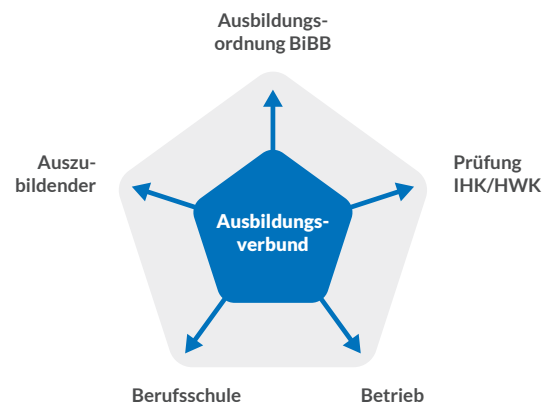 Ausbildungs-
ordnung BiBB
Auszu-
bildender
Prüfung
IHK/HWK
Ausbildungs-
verbund
Berufsschule
Betrieb